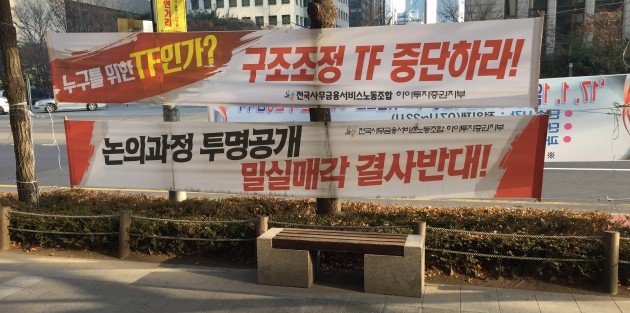 누구를 위한 TF인가?
구조조정 TF 중단하라!
전국사무금융서비스노동조합 하이투자증권지부
논의과정 투명공개
밀실매각 결사반대!
전국사무금융서비스노동조합 하이투자증권지부
'17. 1. 1